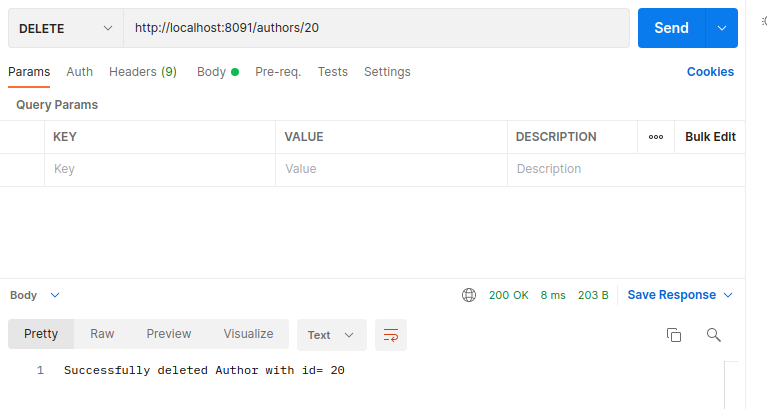 DELETE http://localhost:8091/authors/20 Send
Params Auth Headers (9) Body Pre-req. Tests Settings Cookies
Query Params
KEY VALUE DESCRIPTION Bulk Edit
Key Value Description
Body 200 OK 8 ms 203 B Save Response
Pretty Raw Preview Visualize Text
1 Successfully deleted Author with id= 20